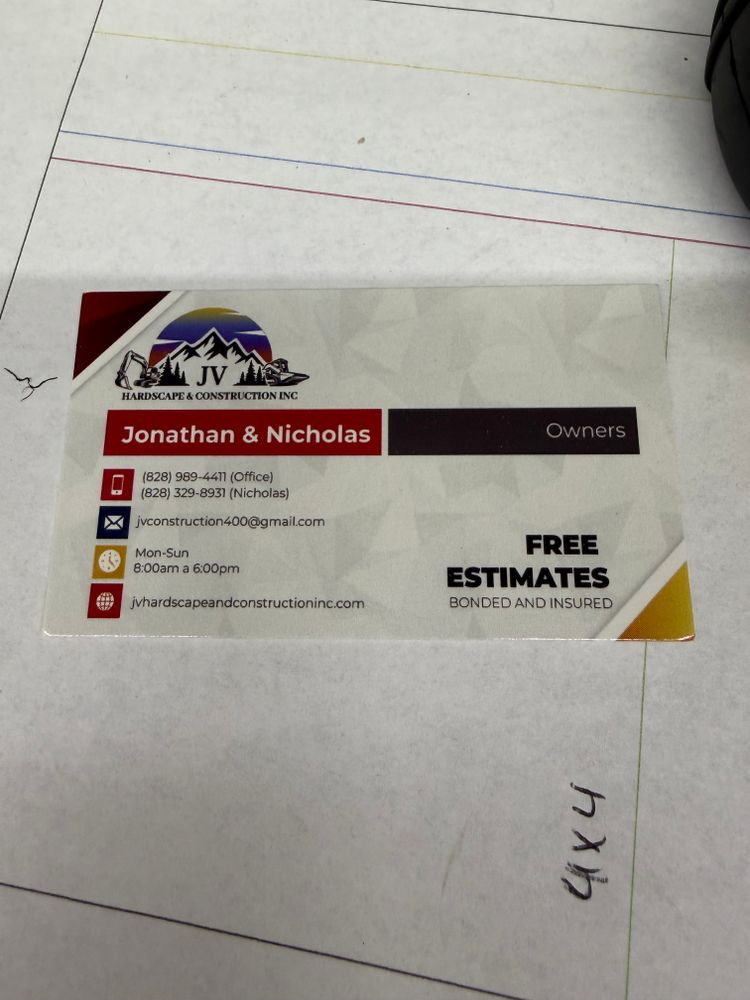 JV
HARDSCAPE & CONSTRUCTION INC
Jonathan & Nicholas
Owners
(828) 989-4411 (Office)
(828) 329-8931 (Nicholas)
jvconstruction400@gmail.com
Mon-Sun
8:00am a 6:00pm
jvhardscapeandconstructioninc.com
FREE
ESTIMATES
BONDED AND INSURED
4x4